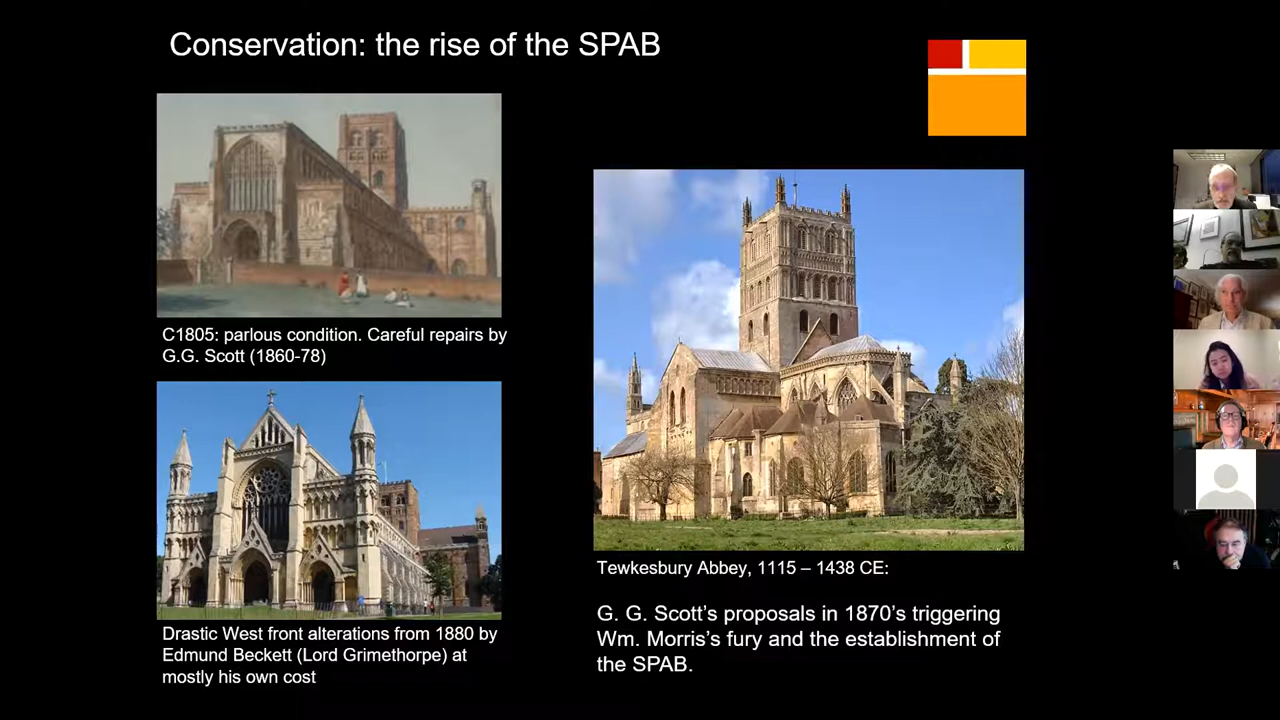 Conservation: the rise of the SPAB
C1805: parlous condition. Careful repairs by
G.G. Scott (1860-78)
Drastic West front alterations from 1880 by
Edmund Beckett (Lord Grimethorpe) at
mostly his own cost
Tewkesbury Abbey, 1115 – 1438 CE:
G. G. Scott’s proposals in 1870’s triggering
Wm. Morris’s fury and the establishment of
the SPAB.